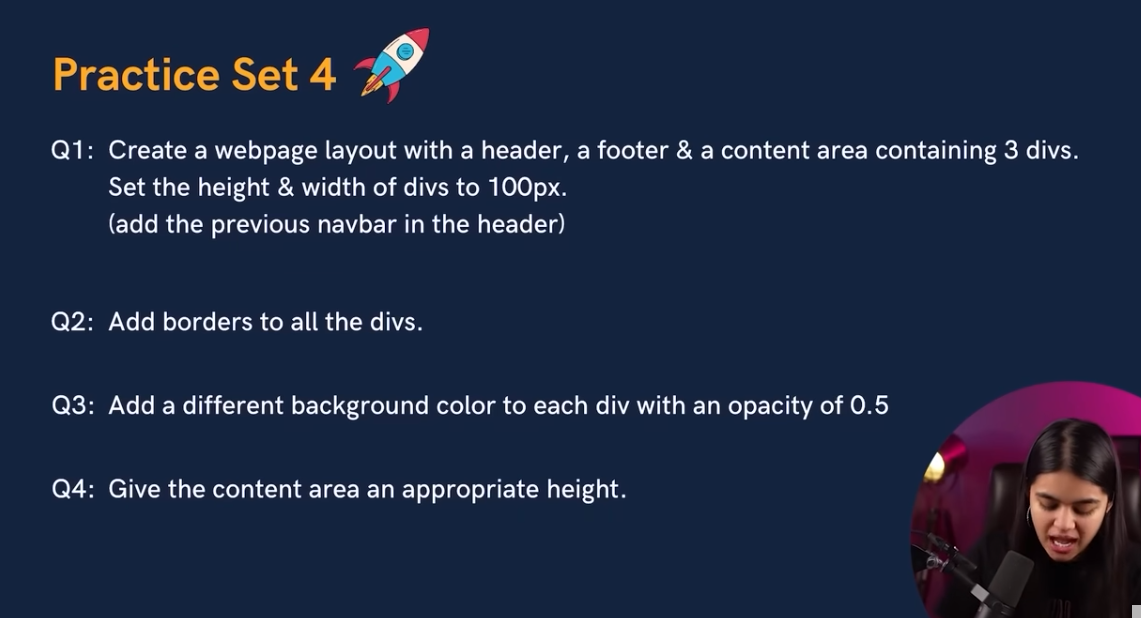 Practice Set 4
Q1: Create a webpage layout with a header, a footer & a content area containing 3 divs.
Set the height & width of divs to 100px.
(add the previous navbar in the header)
Q2: Add borders to all the divs.
Q3: Add a different background color to each div with an opacity of 0.5
Q4: Give the content area an appropriate height.